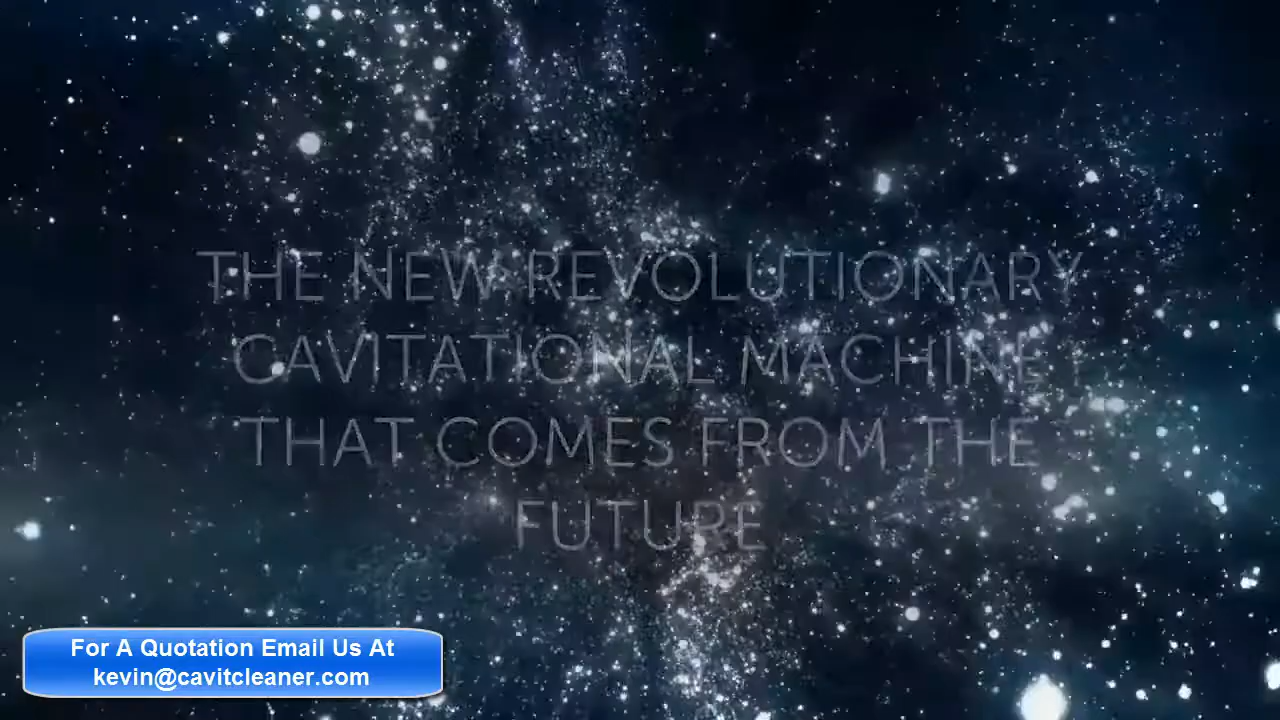 THE NEW REVOLUTIONARY
CAVITATIONAL MACHINE
THAT COMES FROM THE
FUTURE
For A Quotation Email Us At
kevin@cavitcleaner.com